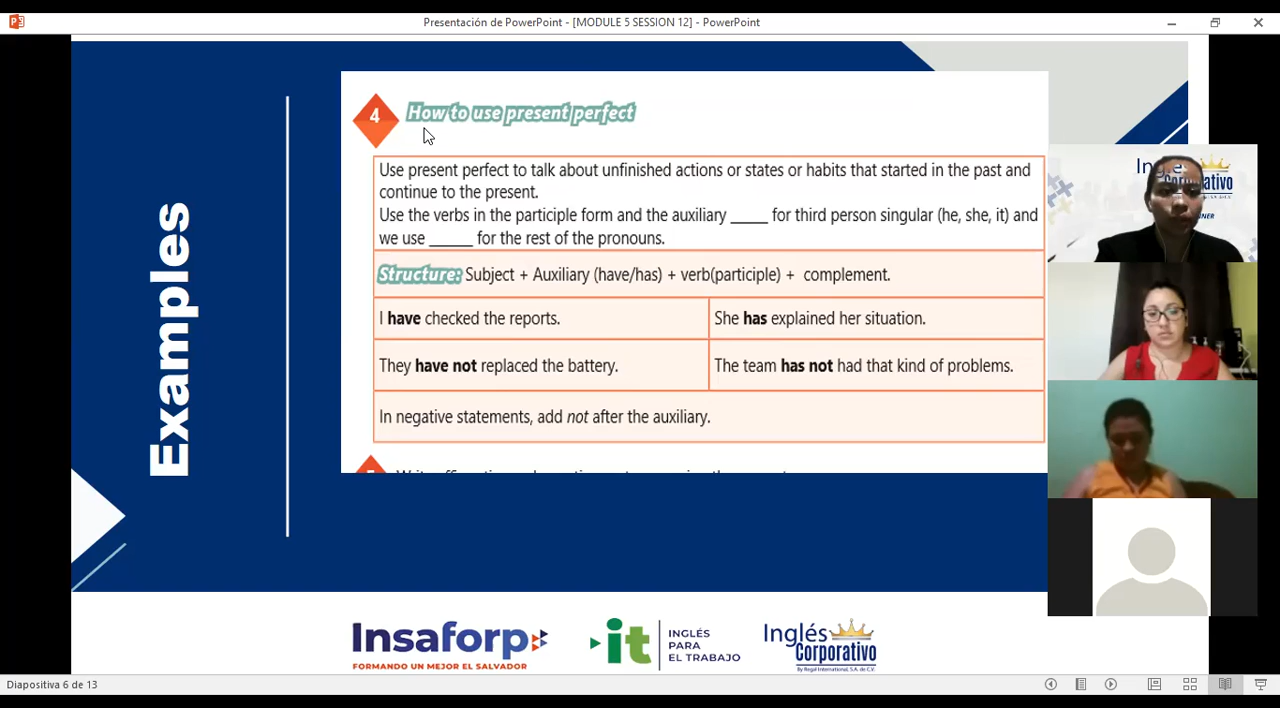 Presentación de PowerPoint - [MODULE 5 SESSION 12] - PowerPoint
Examples
4
How to use present perfect
Use present perfect to talk about unfinished actions or states or habits that started in the past and
continue to the present.
Use the verbs in the participle form and the auxiliary _____ for third person singular (he, she, it) and
we use ______ for the rest of the pronouns.
Structure: Subject + Auxiliary (have/has) + verb(participle) + complement.
I have checked the reports.
She has explained her situation.
They have not replaced the battery.
The team has not had that kind of problems.
In negative statements, add not after the auxiliary.
Insaforp
FORMANDO UN MEJOR EL SALVADOR
it
INGLÉS
PARA
EL TRABAJO
Inglés
Corporativo
By Regal International, S.A. de C.V.
Diapositiva 6 de 13